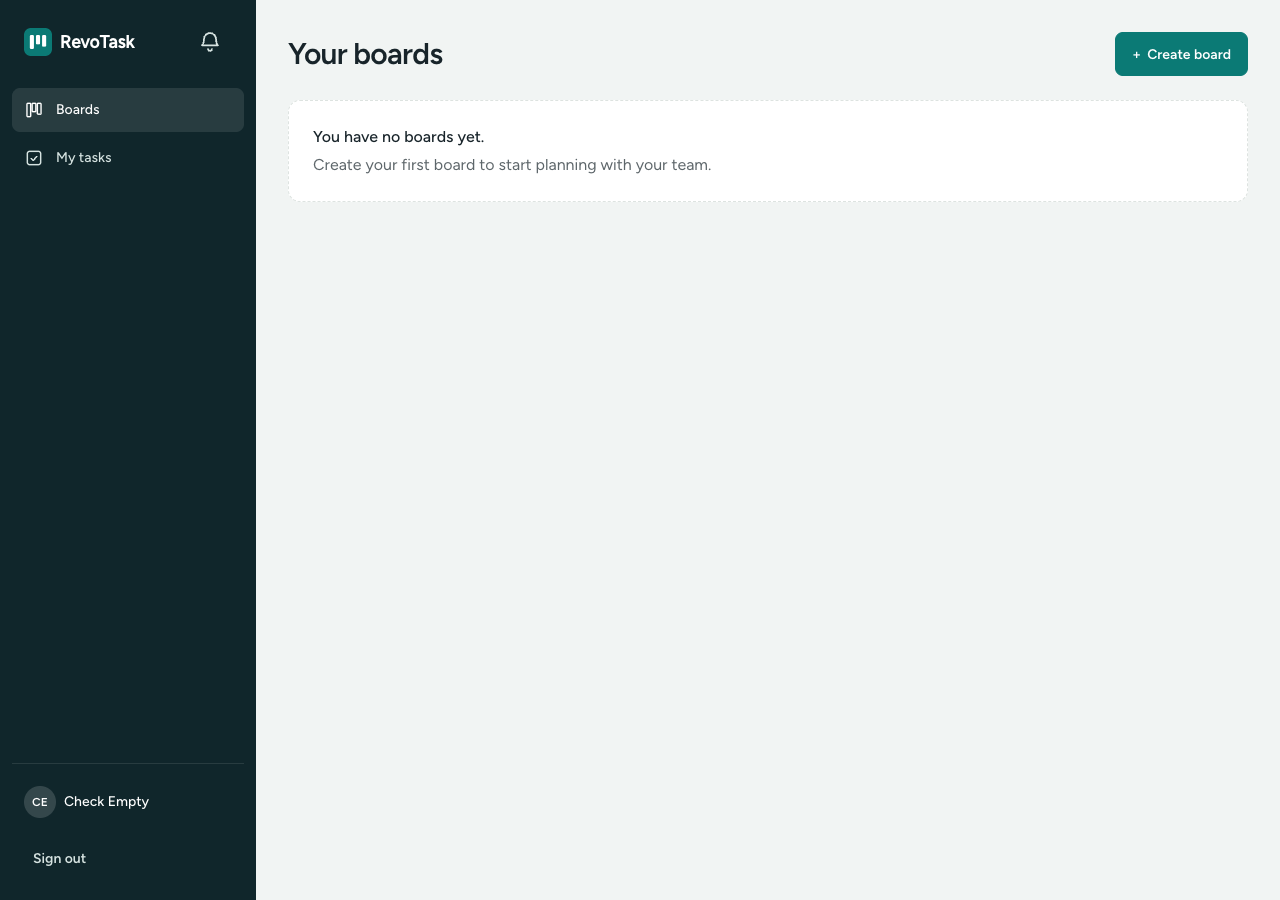 RevoTask
Boards
My tasks
CE
Check Empty
Sign out
Your boards
+ Create board
You have no boards yet.
Create your first board to start planning with your team.